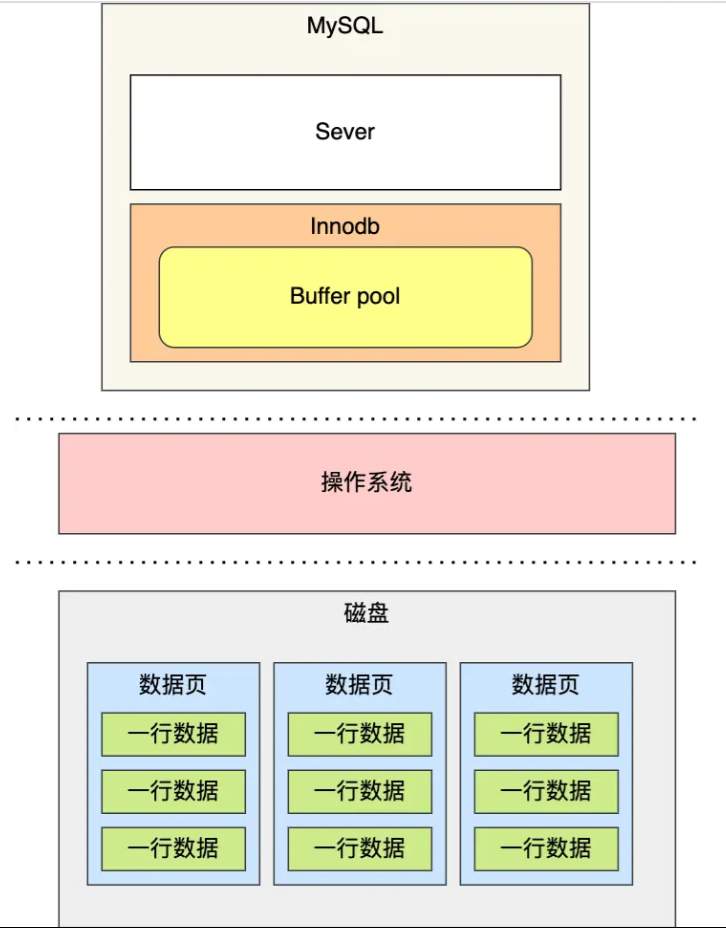 MySQL
Sever
Innodb
Buffer pool
操作系统
磁盘
数据页 数据页 数据页
一行数据 一行数据 一行数据
一行数据 一行数据 一行数据
一行数据 一行数据 一行数据